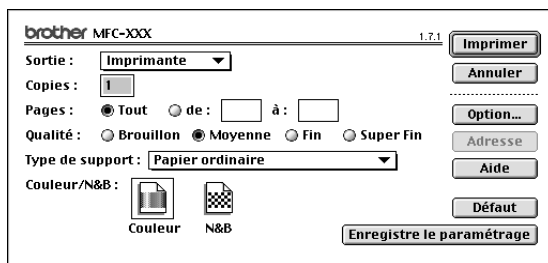 brother MFC-XXX 1.7.1
Imprimer
Sortie : Imprimante
Annuler
Copies : 1
Pages : Tout de : à :
Option...
Qualité : Brouillon Moyenne Fin Super Fin
Adresse
Type de support : Papier ordinaire
Aide
Couleur/N&B :
Couleur N&B
Défaut
Enregistre le paramétrage